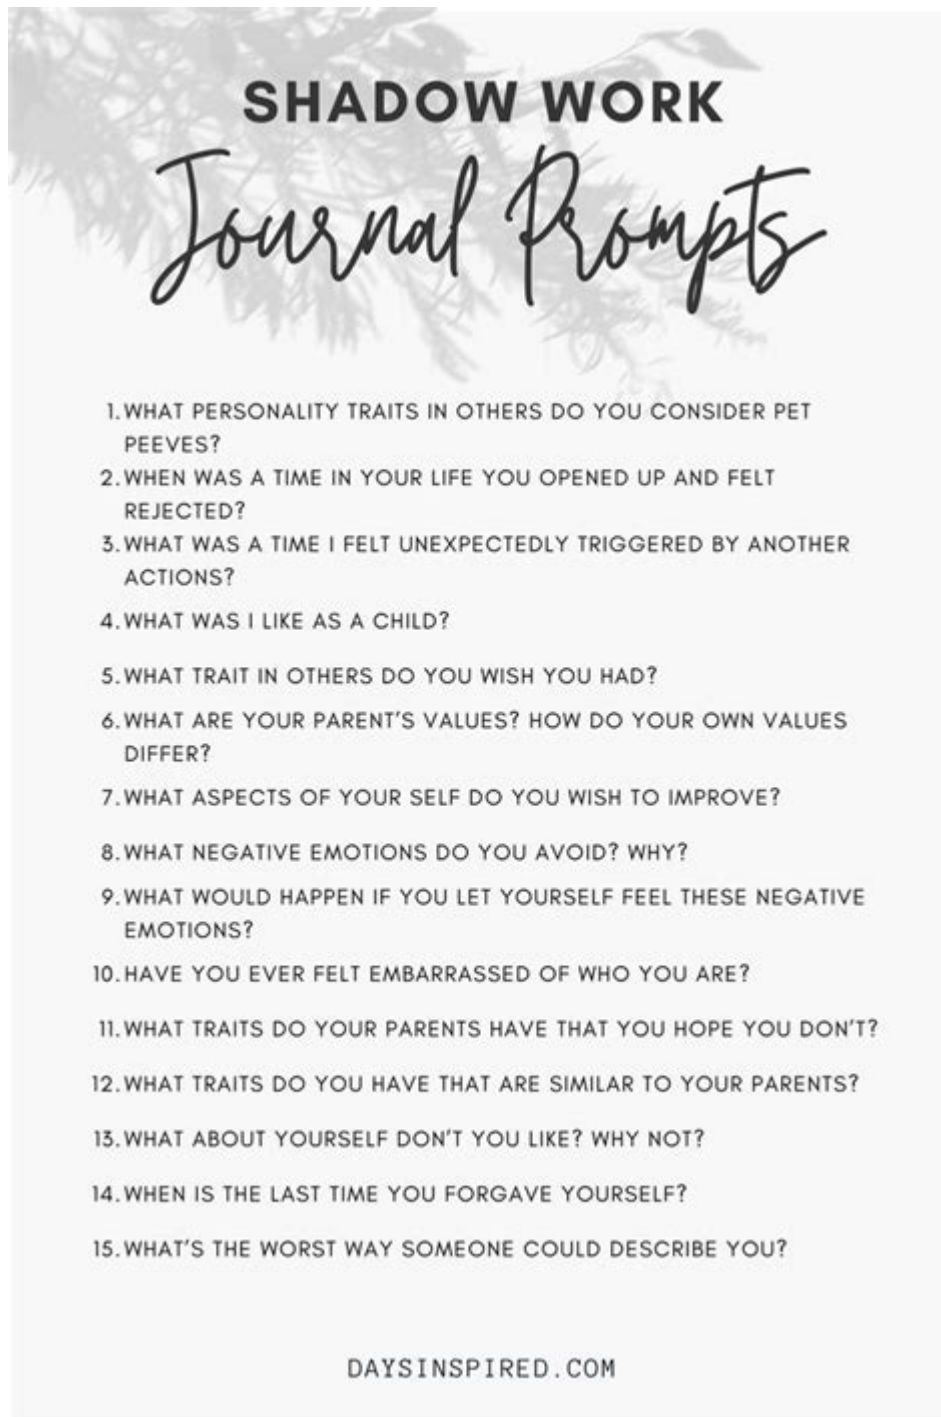 SHADOW WORK
Journal Prompts
1. WHAT PERSONALITY TRAITS IN OTHERS DO YOU CONSIDER PET
PEEVES?
2. WHEN WAS A TIME IN YOUR LIFE YOU OPENED UP AND FELT
REJECTED?
3. WHAT WAS A TIME I FELT UNEXPECTEDLY TRIGGERED BY ANOTHER
ACTIONS?
4. WHAT WAS I LIKE AS A CHILD?
5. WHAT TRAIT IN OTHERS DO YOU WISH YOU HAD?
6. WHAT ARE YOUR PARENT'S VALUES? HOW DO YOUR OWN VALUES
DIFFER?
7. WHAT ASPECTS OF YOUR SELF DO YOU WISH TO IMPROVE?
8. WHAT NEGATIVE EMOTIONS DO YOU AVOID? WHY?
9. WHAT WOULD HAPPEN IF YOU LET YOURSELF FEEL THESE NEGATIVE
EMOTIONS?
10. HAVE YOU EVER FELT EMBARRASSED OF WHO YOU ARE?
11. WHAT TRAITS DO YOUR PARENTS HAVE THAT YOU HOPE YOU DON'T?
12. WHAT TRAITS DO YOU HAVE THAT ARE SIMILAR TO YOUR PARENTS?
13. WHAT ABOUT YOURSELF DON'T YOU LIKE? WHY NOT?
14. WHEN IS THE LAST TIME YOU FORGAVE YOURSELF?
15. WHAT'S THE WORST WAY SOMEONE COULD DESCRIBE YOU?
DAYSINSPIRED.COM